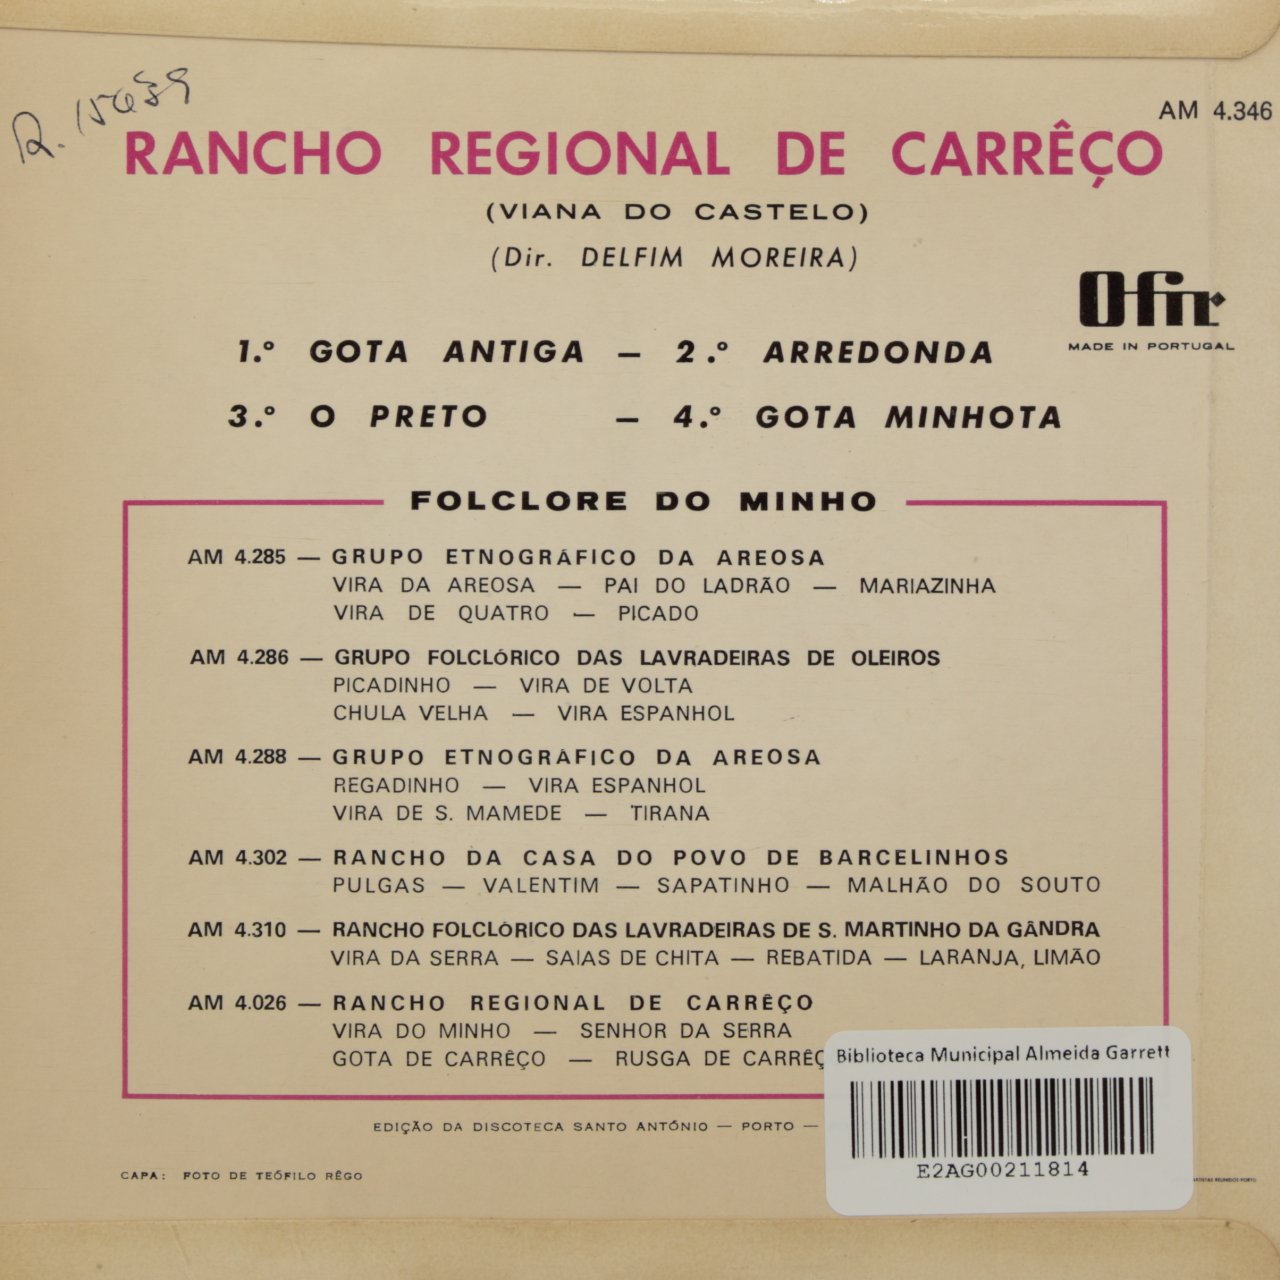 R. 15689
AM 4.346
RANCHO REGIONAL DE CARRÊÇO
(VIANA DO CASTELO)
(Dir. DELFIM MOREIRA)
Ofir
MADE IN PORTUGAL
1.º GOTA ANTIGA — 2.º ARREDONDA
3.º O PRETO — 4.º GOTA MINHOTA
FOLCLORE DO MINHO
AM 4.285 — GRUPO ETNOGRÁFICO DA AREOSA
VIRA DA AREOSA — PAI DO LADRÃO — MARIAZINHA
VIRA DE QUATRO — PICADO
AM 4.286 — GRUPO FOLCLÓRICO DAS LAVRADEIRAS DE OLEIROS
PICADINHO — VIRA DE VOLTA
CHULA VELHA — VIRA ESPANHOL
AM 4.288 — GRUPO ETNOGRÁFICO DA AREOSA
REGADINHO — VIRA ESPANHOL
VIRA DE S. MAMEDE — TIRANA
AM 4.302 — RANCHO DA CASA DO POVO DE BARCELINHOS
PULGAS — VALENTIM — SAPATINHO — MALHÃO DO SOUTO
AM 4.310 — RANCHO FOLCLÓRICO DAS LAVRADEIRAS DE S. MARTINHO DA GÂNDRA
VIRA DA SERRA — SAIAS DE CHITA — REBATIDA — LARANJA, LIMÃO
AM 4.026 — RANCHO REGIONAL DE CARRÊÇO
VIRA DO MINHO — SENHOR DA SERRA
GOTA DE CARRÊÇO — RUSGA DE CARRÊÇ
Biblioteca Municipal Almeida Garrett
E2AG00211814
EDIÇÃO DA DISCOTECA SANTO ANTÓNIO — PORTO —
CAPA: FOTO DE TEÓFILO RÊGO